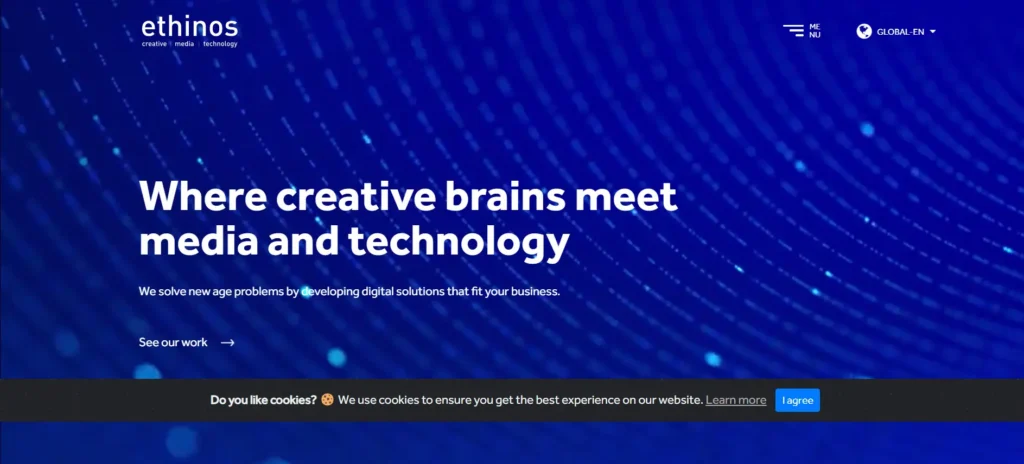 ethinos
creative | media | technology
ME
NU
GLOBAL-EN
Where creative brains meet
media and technology
We solve new age problems by developing digital solutions that fit your business.
See our work
Do you like cookies? 🍪 We use cookies to ensure you get the best experience on our website. Learn more
I agree